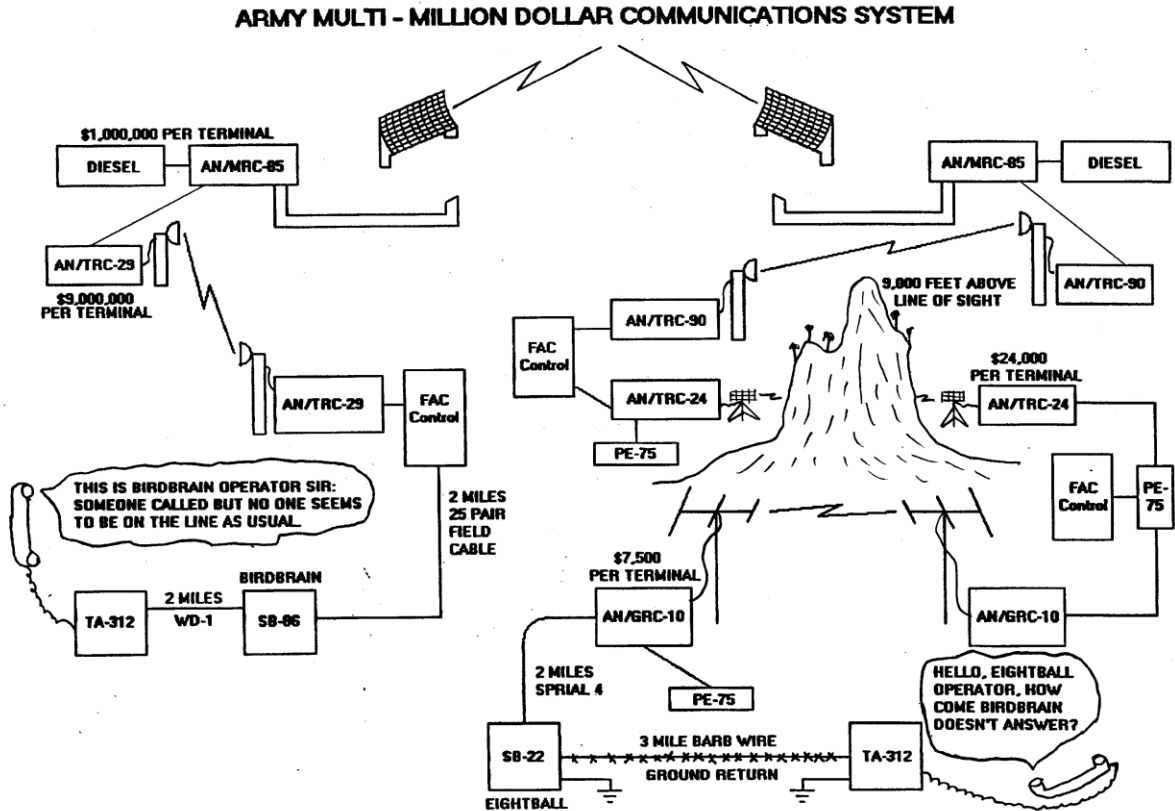 ARMY MULTI - MILLION DOLLAR COMMUNICATIONS SYSTEM
$1,000,000 PER TERMINAL
DIESEL
AN/MRC-85
AN/MRC-85
DIESEL
AN/TRC-29
$9,000,000
PER TERMINAL
9,000 FEET ABOVE
LINE OF SIGHT
AN/TRC-90
AN/TRC-90
FAC
Control
AN/TRC-29
FAC
Control
AN/TRC-24
PE-75
$24,000
PER TERMINAL
AN/TRC-24
THIS IS BIRDBRAIN OPERATOR SIR:
SOMEONE CALLED BUT NO ONE SEEMS
TO BE ON THE LINE AS USUAL.
2 MILES
25 PAIR
FIELD
CABLE
FAC
Control
PE-
75
$7,500
PER TERMINAL
BIRDBRAIN
TA-312
2 MILES
WD-1
SB-86
AN/GRC-10
AN/GRC-10
2 MILES
SPRIAL 4
PE-75
HELLO, EIGHTBALL
OPERATOR, HOW
COME BIRDBRAIN
DOESN'T ANSWER?
SB-22
3 MILE BARB WIRE
GROUND RETURN
TA-312
EIGHTBALL